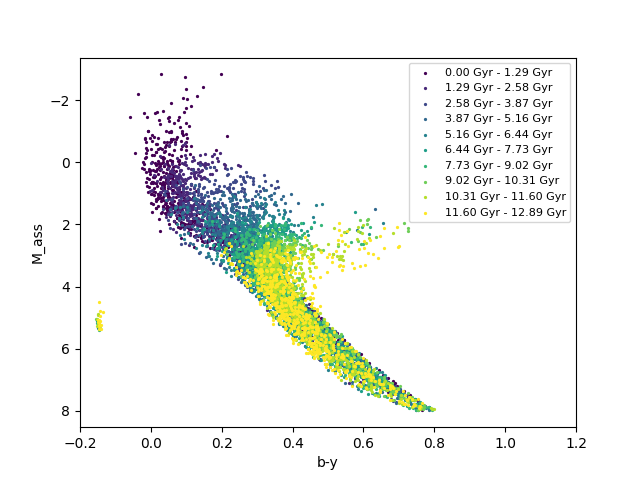 0.00 Gyr - 1.29 Gyr
1.29 Gyr - 2.58 Gyr
2.58 Gyr - 3.87 Gyr
3.87 Gyr - 5.16 Gyr
5.16 Gyr - 6.44 Gyr
6.44 Gyr - 7.73 Gyr
7.73 Gyr - 9.02 Gyr
9.02 Gyr - 10.31 Gyr
10.31 Gyr - 11.60 Gyr
11.60 Gyr - 12.89 Gyr
M_ass
−2
0
2
4
6
8
−0.2 0.0 0.2 0.4 0.6 0.8 1.0 1.2
b-y